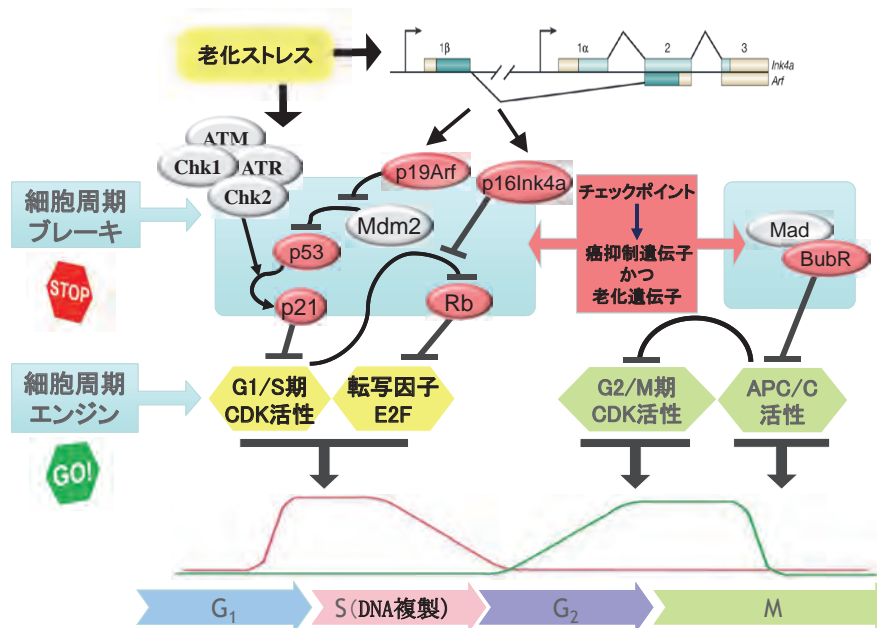 老化ストレス
1β
1α
2
3
Ink4a
Arf
ATM
Chk1
ATR
Chk2
p19Arf
p16Ink4a
Mdm2
p53
p21
Rb
細胞周期
ブレーキ
STOP
チェックポイント
癌抑制遺伝子
かつ
老化遺伝子
Mad
BubR
細胞周期
エンジン
GO!
G1/S期
CDK活性
転写因子
E2F
G2/M期
CDK活性
APC/C
活性
G₁
S(DNA複製)
G₂
M